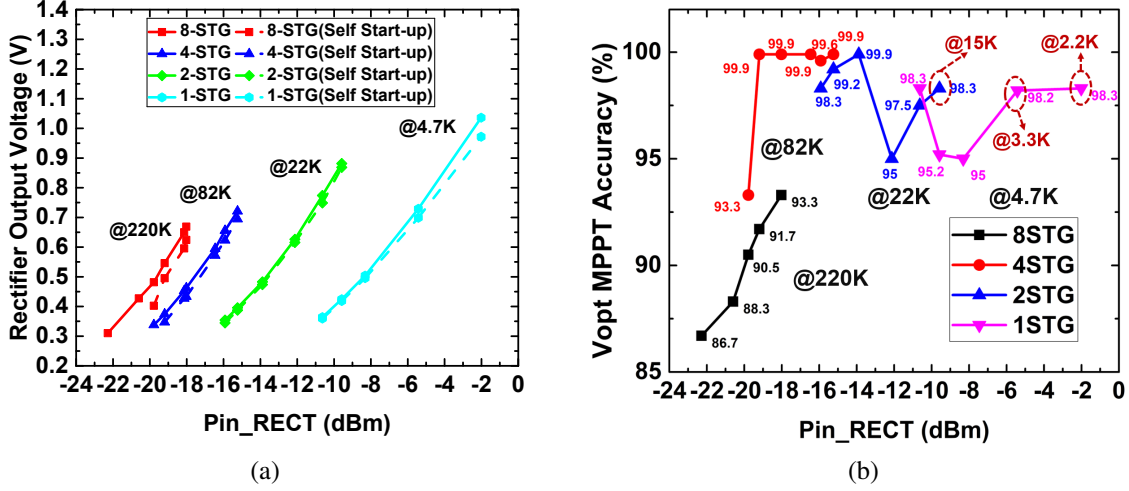 1.4
1.3
1.2
1.1
1.0
0.9
0.8
0.7
0.6
0.5
0.4
0.3
0.2
Rectifier Output Voltage (V)
8-STG 8-STG(Self Start-up)
4-STG 4-STG(Self Start-up)
2-STG 2-STG(Self Start-up)
1-STG 1-STG(Self Start-up)
@4.7K
@22K
@82K
@220K
-24 -22 -20 -18 -16 -14 -12 -10 -8 -6 -4 -2 0
Pin_RECT (dBm)
(a)
100
95
90
85
Vopt MPPT Accuracy (%)
99.9 99.9 99.9 99.6 99.9 99.9
@15K @2.2K
98.3 99.2 97.5 98.3 98.3 98.2 98.3
@3.3K
95 95.2 95
93.3 @82K @22K @4.7K
93.3
91.7
90.5
88.3
86.7
@220K
8STG
4STG
2STG
1STG
-24 -22 -20 -18 -16 -14 -12 -10 -8 -6 -4 -2 0
Pin_RECT (dBm)
(b)